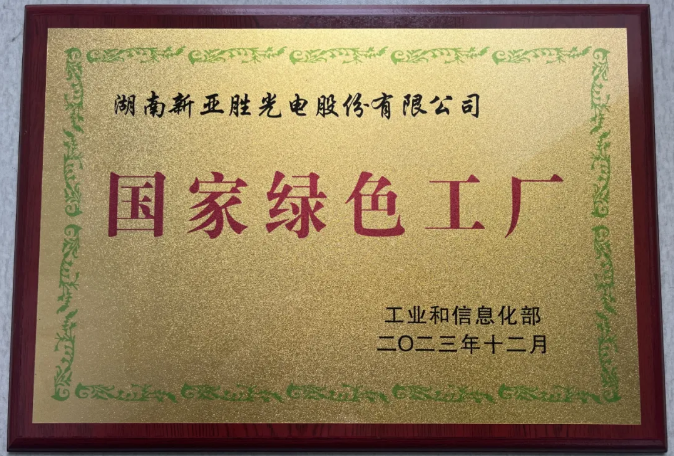 湖南新亚胜光电股份有限公司
国家绿色工厂
工业和信息化部
二〇二三年十二月